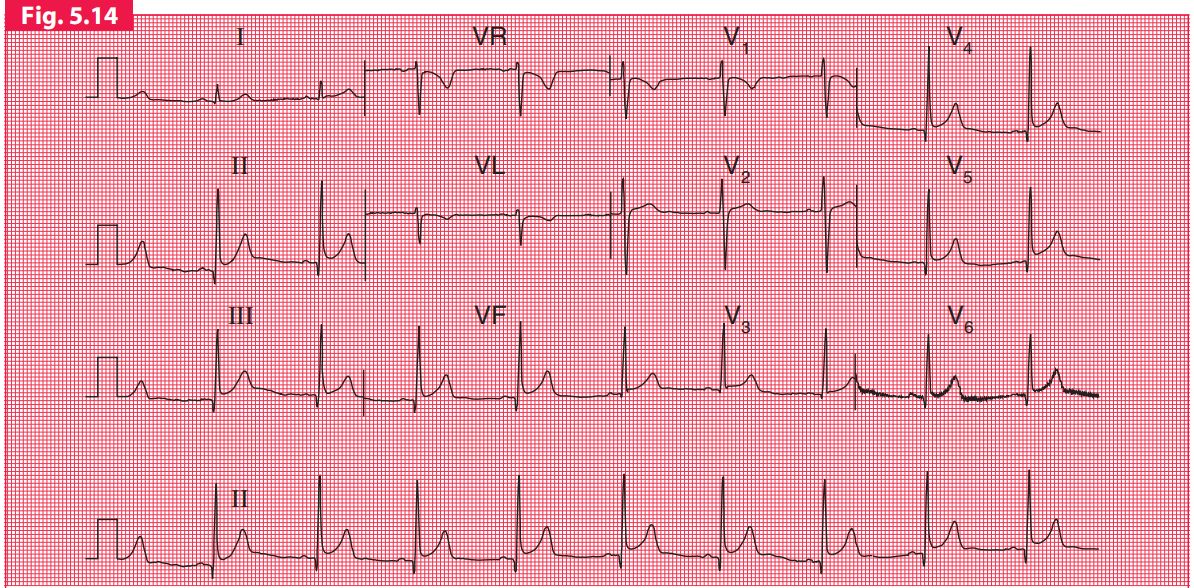 Fig. 5.14
I VR V₁ V₄
II VL V₂ V₅
III VF V₃ V₆
II